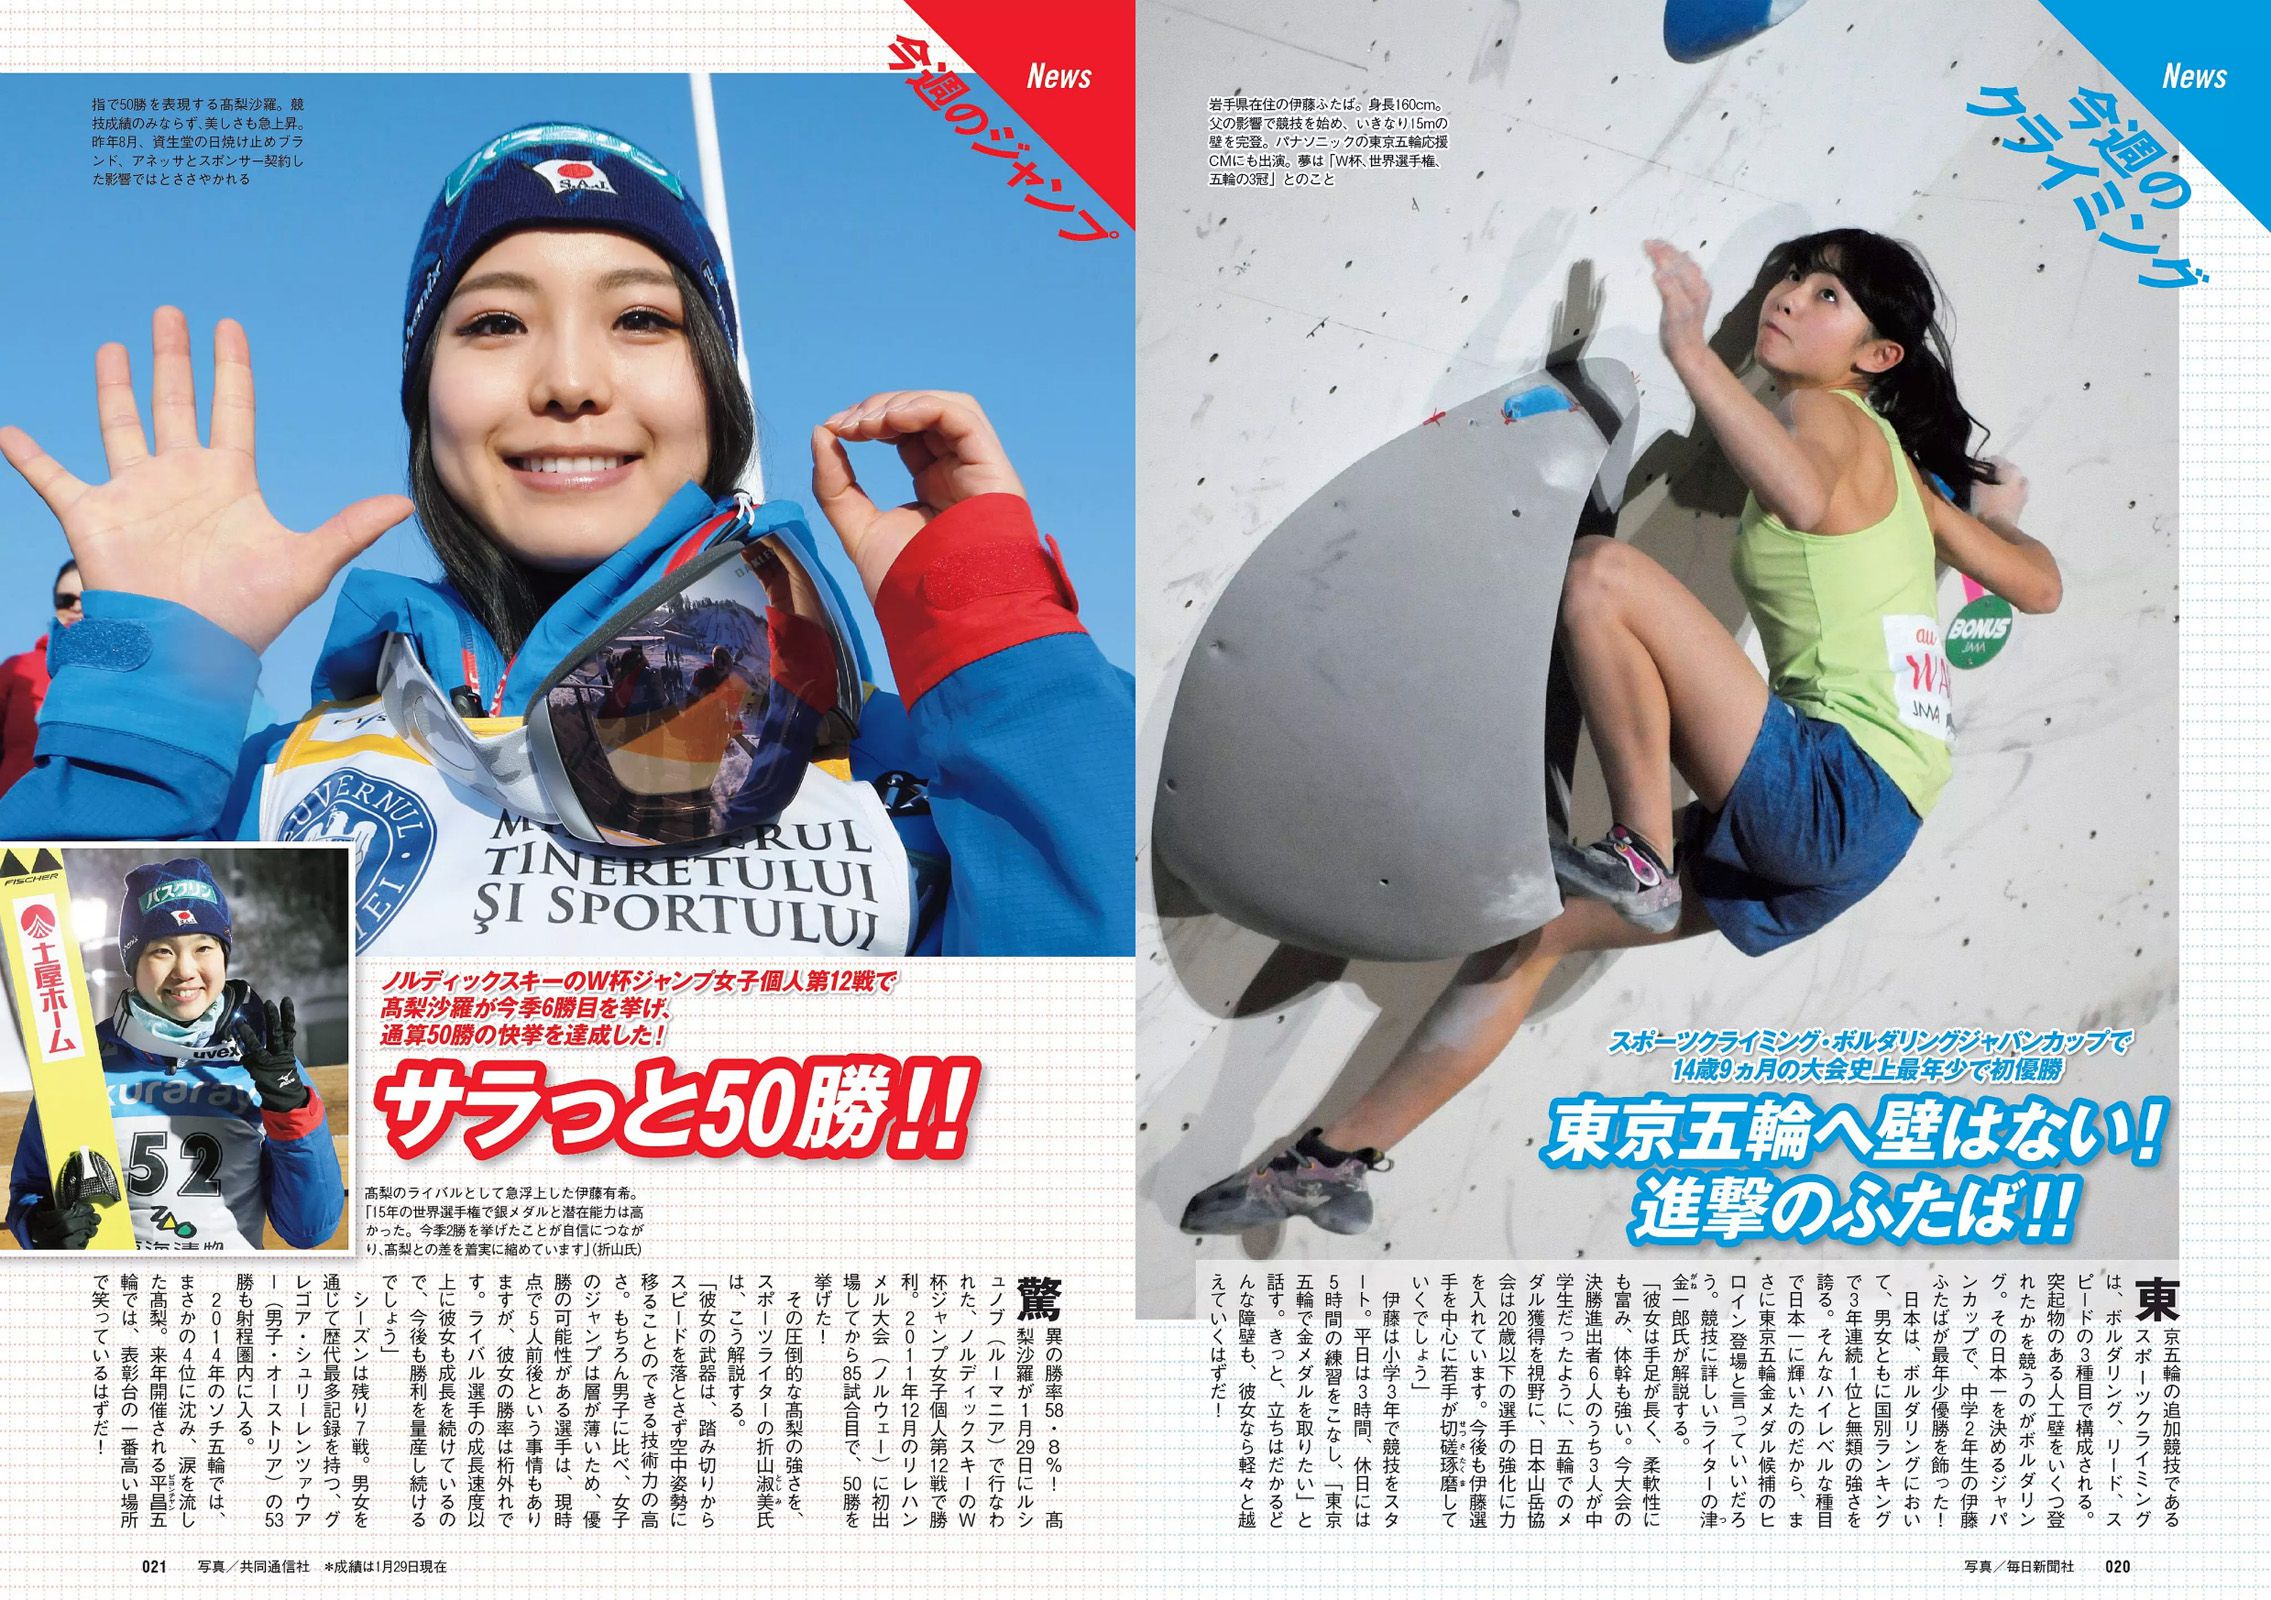 News
今週の
クライミング
岩手県在住の伊藤ふたば。身長160cm。
父の影響で競技を始め、いきなり15mの
壁を完登。パナソニックの東京五輪応援
CMにも出演。夢は「W杯、世界選手権、
五輪の3冠」とのこと
au
BONUS
JMA
JMA
スポーツクライミング・ボルダリングジャパンカップで
14歳9ヵ月の大会史上最年少で初優勝
東京五輪へ壁はない!
進撃のふたば!!
東京五輪の追加競技である
スポーツクライミング
は、ボルダリング、リード、ス
ピードの3種目で構成される。
突起物のある人工壁をいくつ登
れたかを競うのがボルダリン
グ。その日本一を決めるジャパ
ンカップで、中学2年生の伊藤
ふたばが最年少優勝を飾った!
日本は、ボルダリングにおい
て、男女ともに国別ランキング
で3年連続1位と無類の強さを
誇る。そんなハイレベルな種目
で日本一に輝いたのだから、ま
さに東京五輪金メダル候補のヒ
ロイン登場と言っていいだろ
う。競技に詳しいライターの津
金一郎氏が解説する。
「彼女は手足が長く、柔軟性に
も富み、体幹も強い。今大会の
決勝進出者6人のうち3人が中
学生だったように、五輪でのメ
ダル獲得を視野に、日本山岳協
会は20歳以下の選手の強化に力
を入れています。今後も伊藤選
手を中心に若手が切磋琢磨して
いくでしょう」
伊藤は小学3年で競技をスタ
ート。平日は3時間、休日には
5時間の練習をこなし、「東京
五輪で金メダルを取りたい」と
話す。きっと、立ちはだかるど
んな障壁も、彼女なら軽々と越
えていくはずだ!
写真/毎日新聞社 020
News
今週のジャンプ
指で50勝を表現する髙梨沙羅。競
技成績のみならず、美しさも急上昇。
昨年8月、資生堂の日焼け止めブラ
ンド、アネッサとスポンサー契約し
た影響ではとささやかれる
S.A.J.
OAKLEY
GUVERNUL
TINERETULUI
ȘI SPORTULUI
FISCHER
土屋ホーム
バスクリン
uvex
kuraray
52
ノルディックスキーのW杯ジャンプ女子個人第12戦で
髙梨沙羅が今季6勝目を挙げ、
通算50勝の快挙を達成した!
サラっと50勝!!
髙梨のライバルとして急浮上した伊藤有希。
「15年の世界選手権で銀メダルと潜在能力は高
かった。今季2勝を挙げたことが自信につなが
り、髙梨との差を着実に縮めています」(折山氏)
驚異の勝率58・8%! 髙
梨沙羅が1月29日にルシ
ュノブ(ルーマニア)で行なわ
れた、ノルディックスキーのW
杯ジャンプ女子個人第12戦で勝
利。2011年12月のリレハン
メル大会(ノルウェー)に初出
場してから85試合目で、50勝を
挙げた!
その圧倒的な髙梨の強さを、
スポーツライターの折山淑美氏
は、こう解説する。
「彼女の武器は、踏み切りから
スピードを落とさず空中姿勢に
移ることのできる技術力の高
さ。もちろん男子に比べ、女子
のジャンプは層が薄いため、優
勝の可能性がある選手は、現時
点で5人前後という事情もあり
ますが、彼女の勝率は桁外れで
す。ライバル選手の成長速度以
上に彼女も成長を続けているの
で、今後も勝利を量産し続ける
でしょう」
シーズンは残り7戦。男女を
通じて歴代最多記録を持つ、グ
レゴア・シュリーレンツァウア
ー(男子・オーストリア)の53
勝も射程圏内に入る。
2014年のソチ五輪では、
まさかの4位に沈み、涙を流し
た髙梨。来年開催される平昌五
輪では、表彰台の一番高い場所
で笑っているはずだ!
021 写真/共同通信社 *成績は1月29日現在